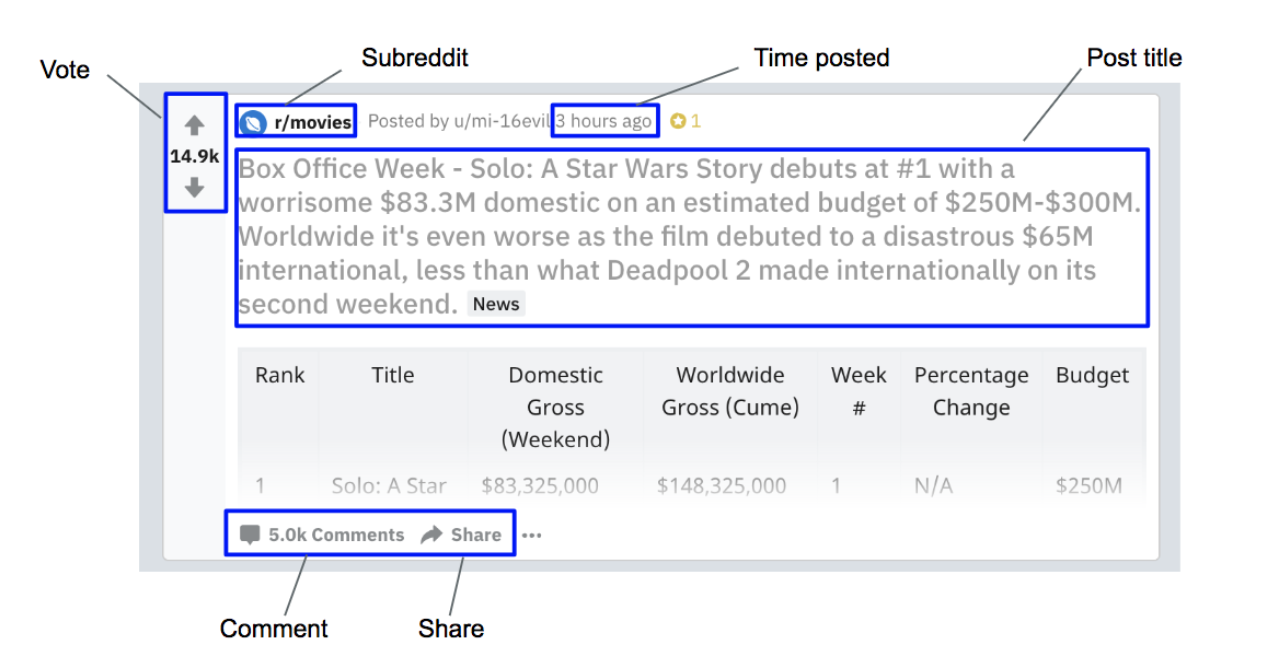 Vote
Subreddit
Time posted
Post title
r/movies Posted by u/mi-16evil 3 hours ago 1
14.9k
Box Office Week - Solo: A Star Wars Story debuts at #1 with a
worrisome $83.3M domestic on an estimated budget of $250M-$300M.
Worldwide it's even worse as the film debuted to a disastrous $65M
international, less than what Deadpool 2 made internationally on its
second weekend. News
Rank Title Domestic Worldwide Week Percentage Budget
Gross Gross (Cume) # Change
(Weekend)
1 Solo: A Star $83,325,000 $148,325,000 1 N/A $250M
5.0k Comments Share ...
Comment
Share